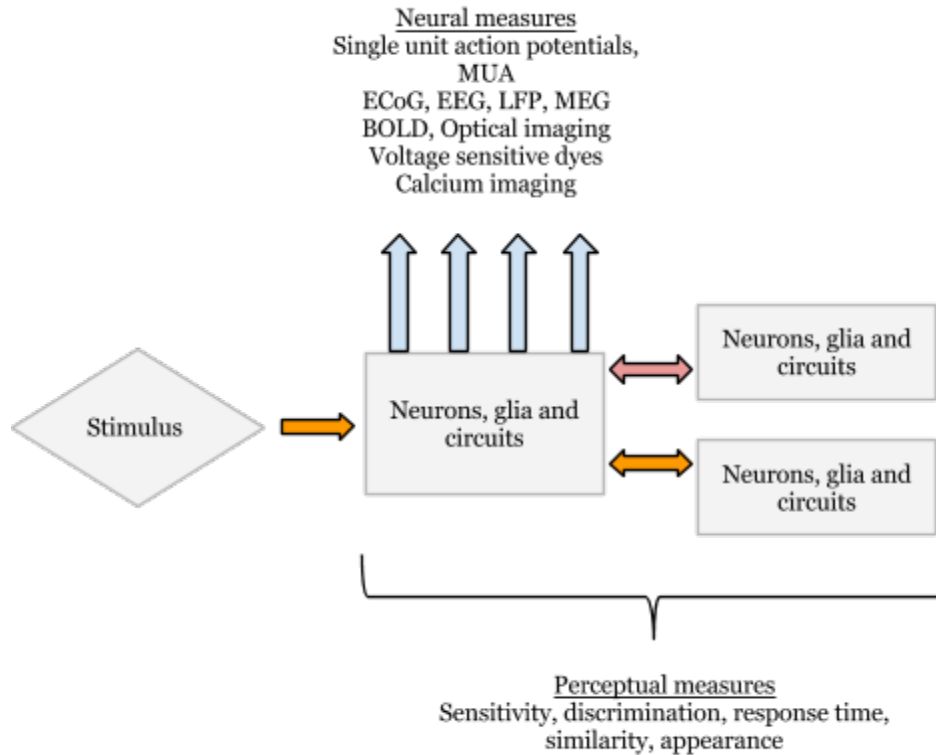 Neural measures
Single unit action potentials,
MUA
ECoG, EEG, LFP, MEG
BOLD, Optical imaging
Voltage sensitive dyes
Calcium imaging
Stimulus
Neurons, glia and
circuits
Neurons, glia and
circuits
Neurons, glia and
circuits
Perceptual measures
Sensitivity, discrimination, response time,
similarity, appearance